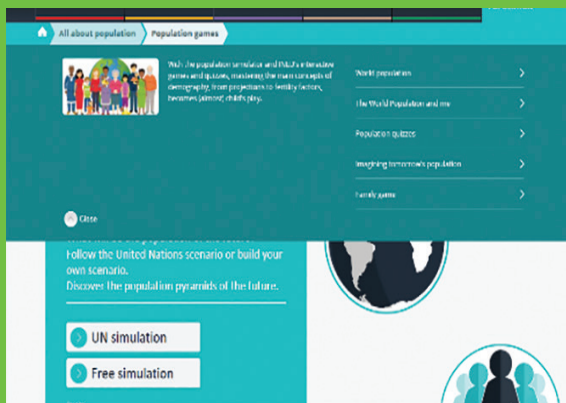 All about population
Population games
With the population simulator and INED's interactive
games and quizzes, mastering the main concepts of
demography, from projections to fertility factors,
becomes (almost) child's play.
World population
The World Population and me
Population quizzes
Imagining tomorrow's population
Family game
Close
Follow the United Nations scenario or build your
own scenario.
Discover the population pyramids of the future.
UN simulation
Free simulation